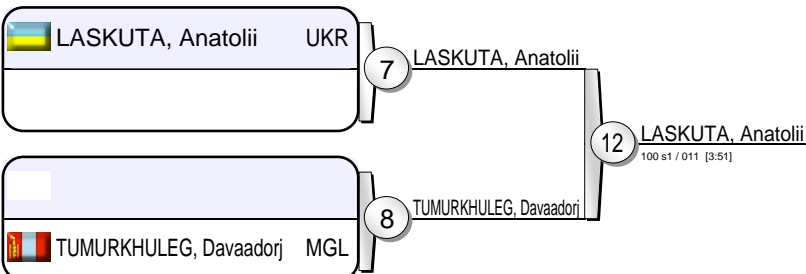 LASKUTA, Anatolii UKR
7
LASKUTA, Anatolii
12
LASKUTA, Anatolii
100 s1 / 011 [3:51]
8
TUMURKHULEG, Davaadorj
TUMURKHULEG, Davaadorj MGL